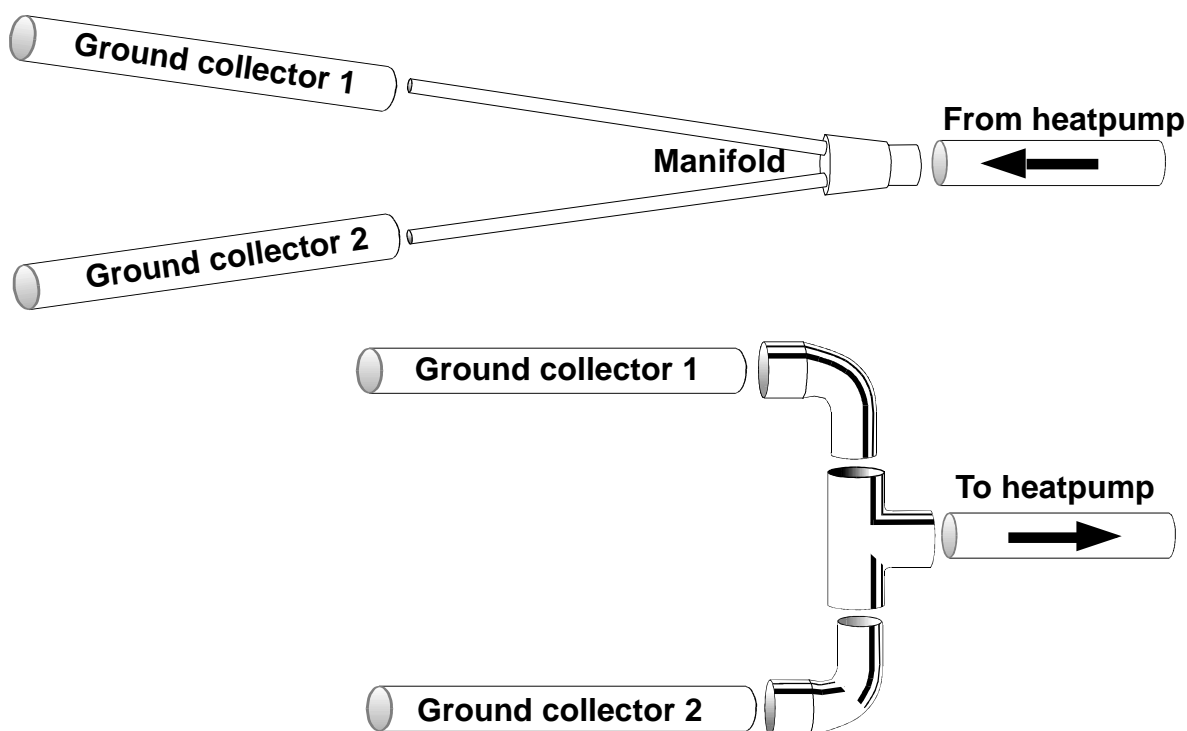 Ground collector 1
From heatpump
Manifold
Ground collector 2
Ground collector 1
To heatpump
Ground collector 2